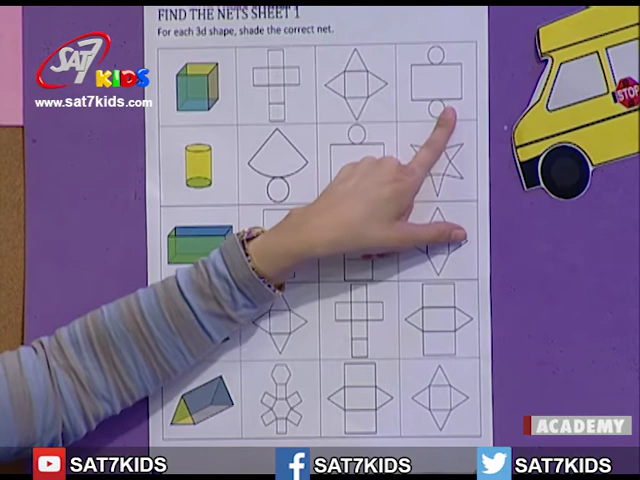 FIND THE NETS SHEET 1
For each 3d shape, shade the correct net.
SAT7
KIDS
www.sat7kids.com
STOP
ACADEMY
SAT7KIDS
SAT7KIDS
SAT7KIDS